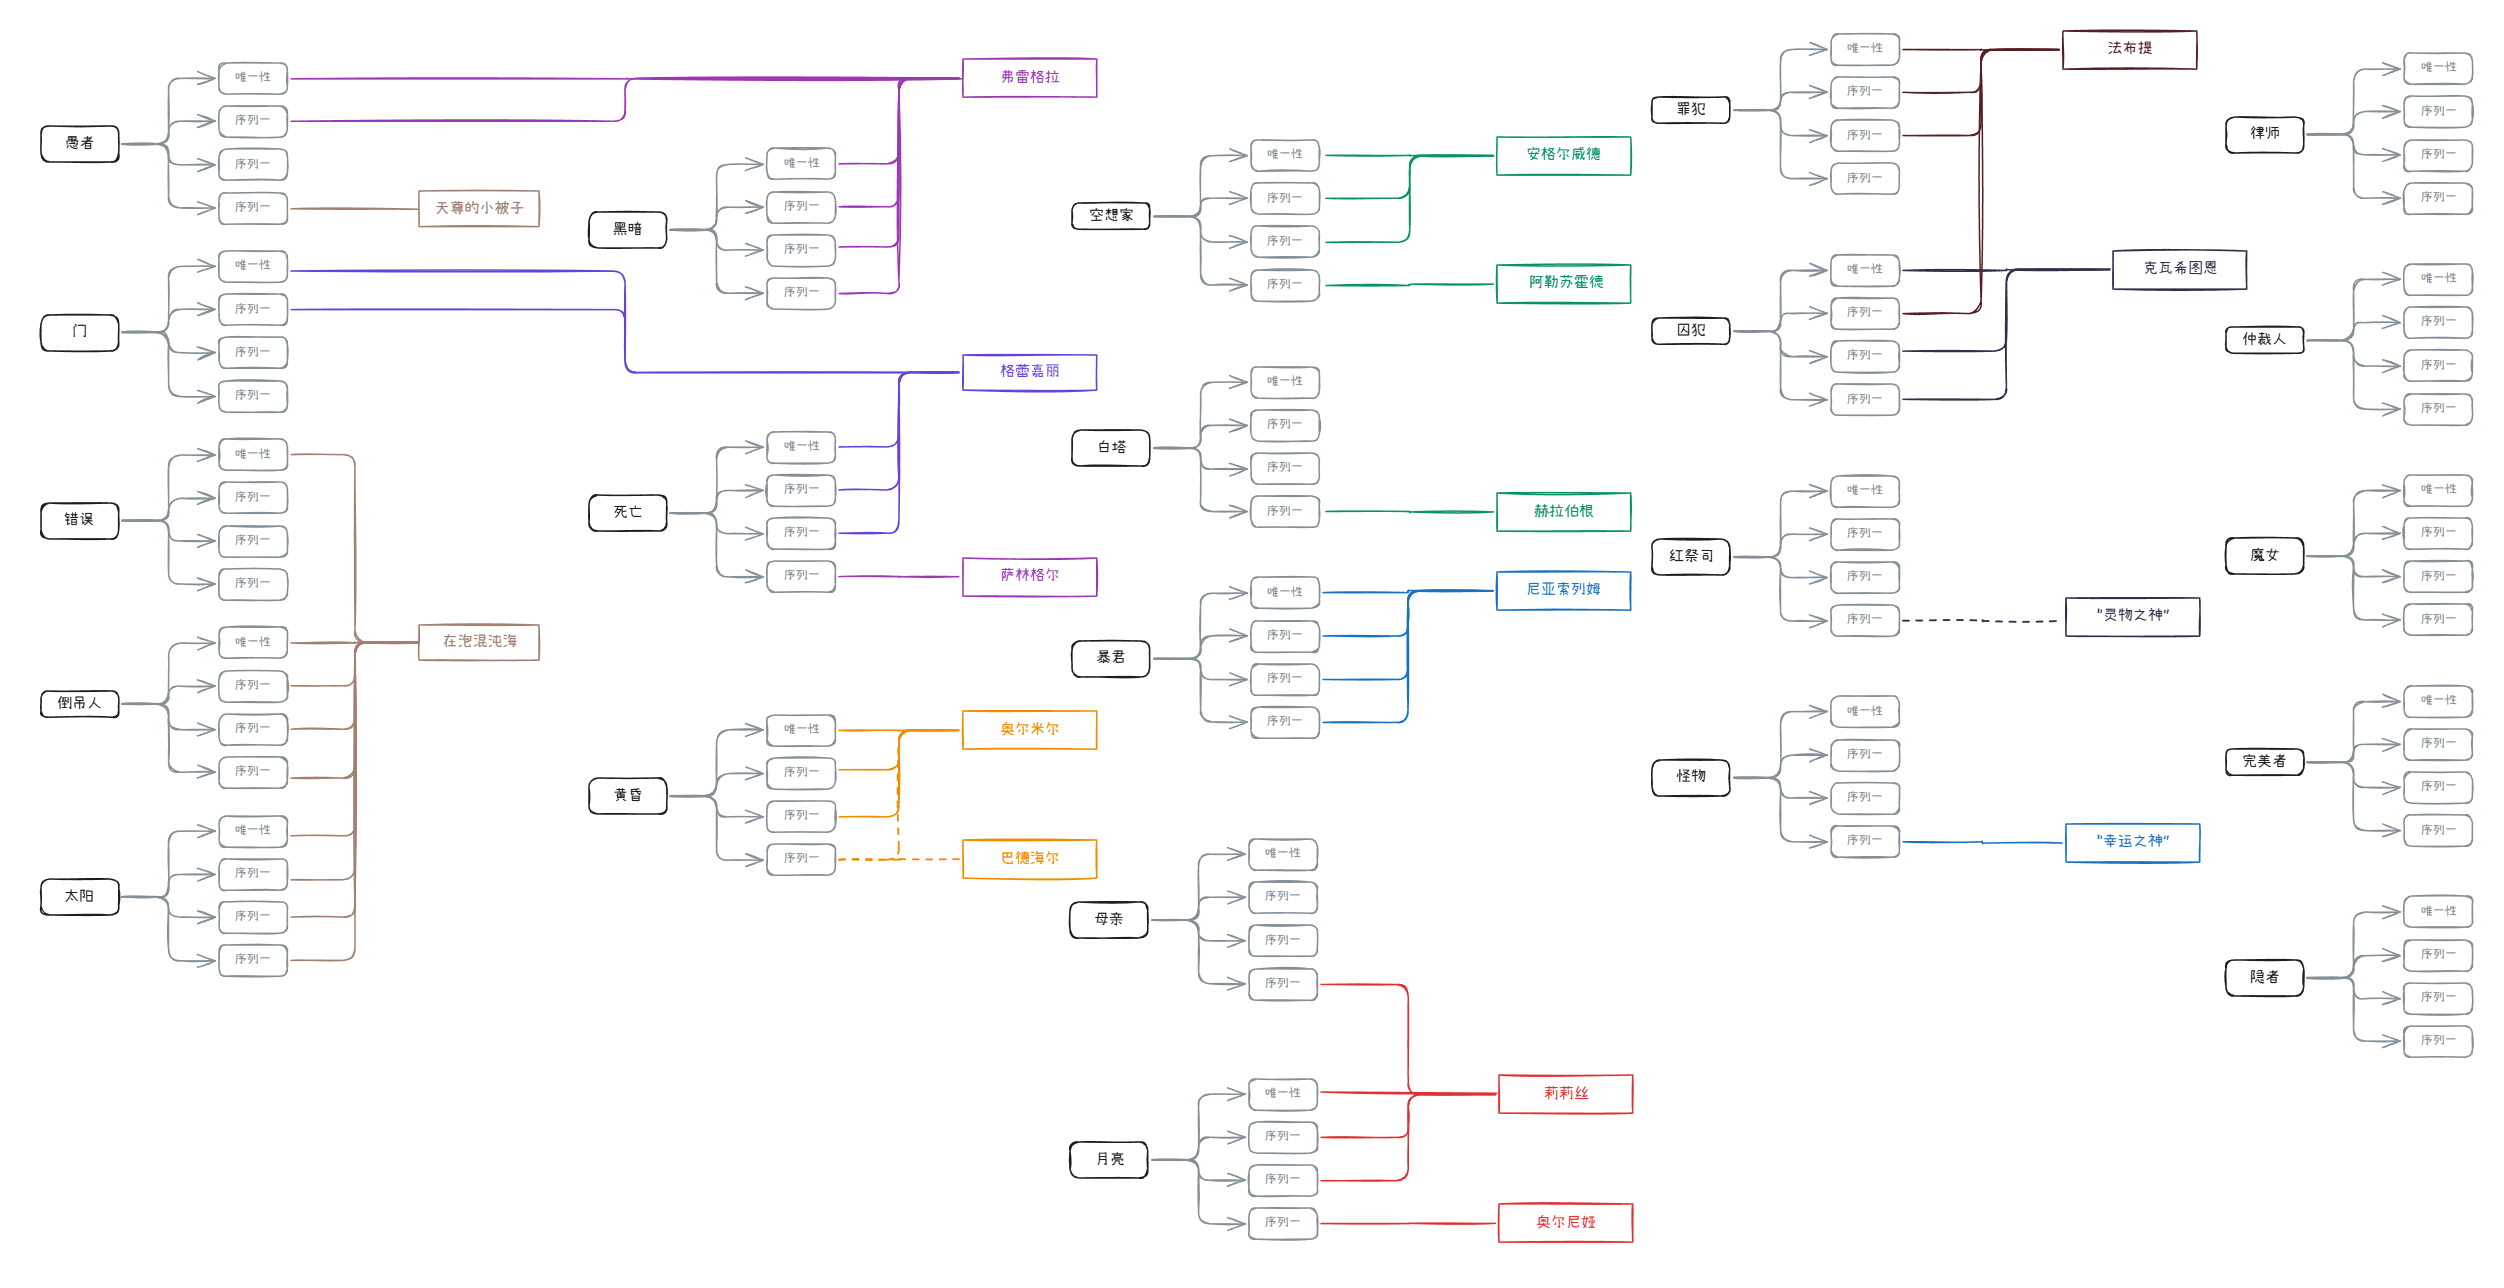 愚者
唯一性
序列一
序列一
序列一
天尊的小被子
门
唯一性
序列一
序列一
序列一
错误
唯一性
序列一
序列一
序列一
倒吊人
唯一性
序列一
序列一
序列一
在泡混沌海
太阳
唯一性
序列一
序列一
序列一
弗雷格拉
黑暗
唯一性
序列一
序列一
序列一
格蕾嘉丽
死亡
唯一性
序列一
序列一
序列一
萨林格尔
黄昏
唯一性
序列一
序列一
序列一
奥尔米尔
巴德海尔
空想家
唯一性
序列一
序列一
序列一
安格尔威德
阿勒苏霍德
白塔
唯一性
序列一
序列一
序列一
赫拉伯根
暴君
唯一性
序列一
序列一
序列一
尼亚索列姆
母亲
唯一性
序列一
序列一
序列一
月亮
唯一性
序列一
序列一
序列一
莉莉丝
奥尔尼娅
罪犯
唯一性
序列一
序列一
序列一
法布提
囚犯
唯一性
序列一
序列一
序列一
克瓦希图恩
红祭司
唯一性
序列一
序列一
序列一
"灵物之神"
怪物
唯一性
序列一
序列一
序列一
"幸运之神"
律师
唯一性
序列一
序列一
序列一
仲裁人
唯一性
序列一
序列一
序列一
魔女
唯一性
序列一
序列一
序列一
完美者
唯一性
序列一
序列一
序列一
隐者
唯一性
序列一
序列一
序列一